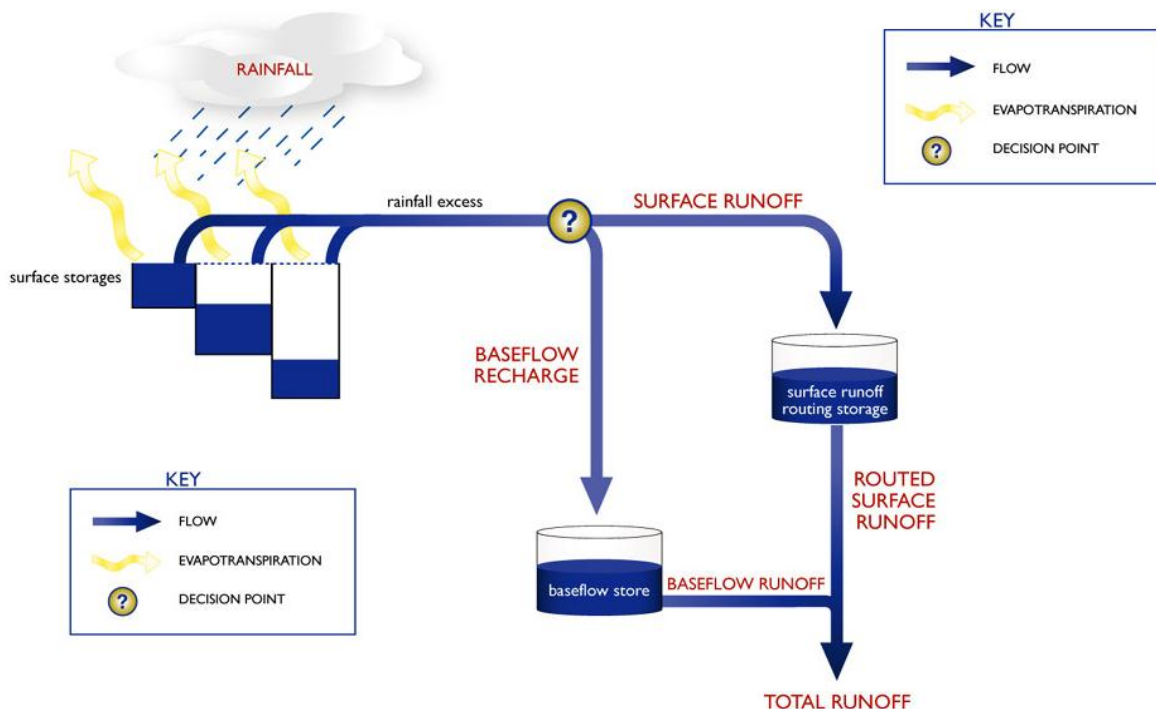 KEY
FLOW
EVAPOTRANSPIRATION
?
DECISION POINT
RAINFALL
rainfall excess
?
SURFACE RUNOFF
surface storages
BASEFLOW
RECHARGE
surface runoff
routing storage
KEY
FLOW
EVAPOTRANSPIRATION
?
DECISION POINT
ROUTED
SURFACE
RUNOFF
baseflow store
BASEFLOW RUNOFF
TOTAL RUNOFF